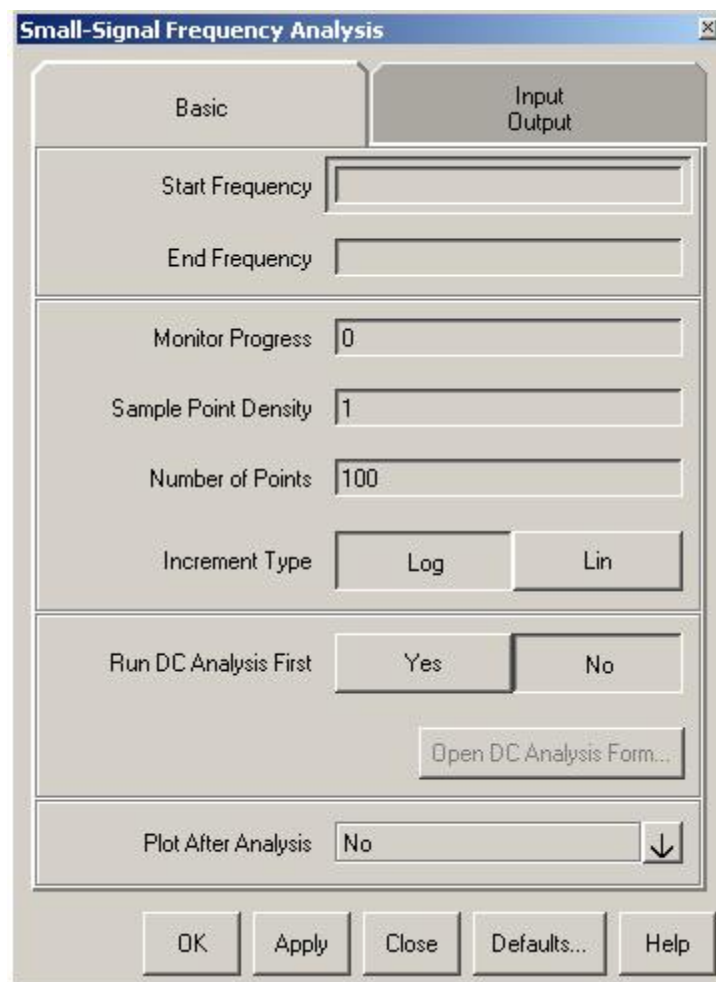 Small-Signal Frequency Analysis
Basic
Input
Output
Start Frequency
End Frequency
Monitor Progress 0
Sample Point Density 1
Number of Points 100
Increment Type Log Lin
Run DC Analysis First Yes No
Open DC Analysis Form...
Plot After Analysis No
OK Apply Close Defaults... Help